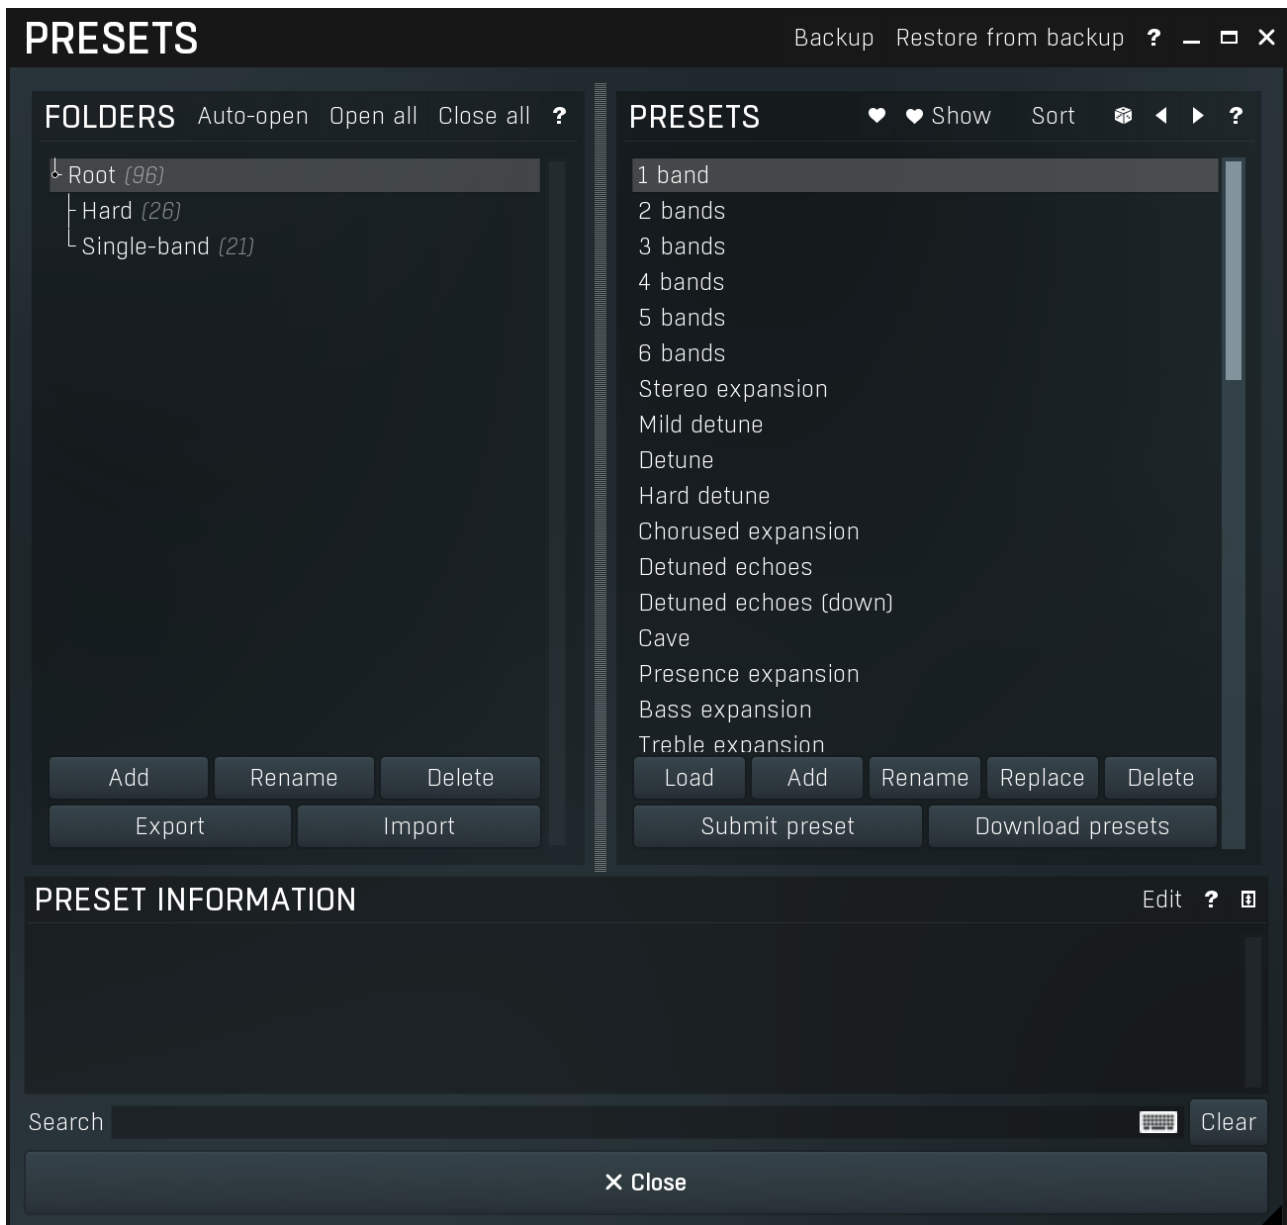 PRESETS Backup Restore from backup ?
FOLDERS Auto-open Open all Close all ?
Root (96)
Hard (26)
Single-band (21)
Add Rename Delete
Export Import
PRESETS Show Sort ?
1 band
2 bands
3 bands
4 bands
5 bands
6 bands
Stereo expansion
Mild detune
Detune
Hard detune
Chorused expansion
Detuned echoes
Detuned echoes (down)
Cave
Presence expansion
Bass expansion
Treble expansion
Load Add Rename Replace Delete
Submit preset Download presets
PRESET INFORMATION Edit ?
Search Clear
Close